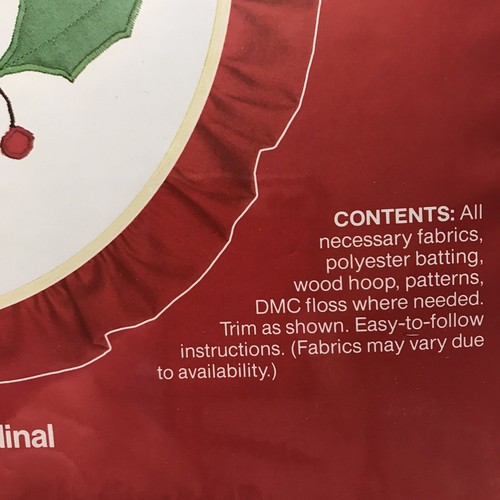 CONTENTS: All
necessary fabrics,
polyester batting,
wood hoop, patterns,
DMC floss where needed.
Trim as shown. Easy-to-follow
instructions. (Fabrics may vary due
to availability.)
dinal